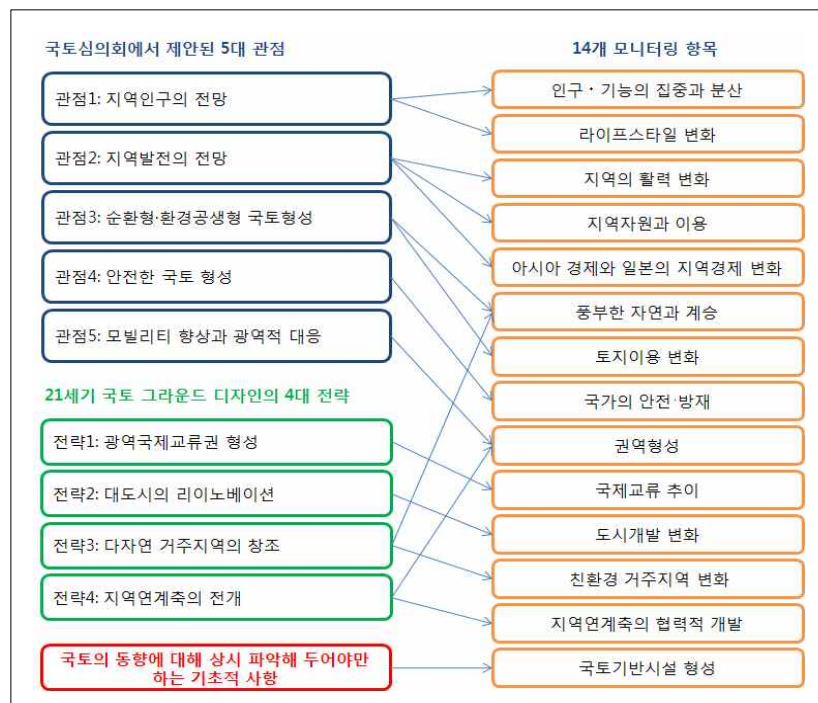 국토심의회에서 제안된 5대 관점
관점1: 지역인구의 전망
관점2: 지역발전의 전망
관점3: 순환형·환경공생형 국토형성
관점4: 안전한 국토 형성
관점5: 모빌리티 향상과 광역적 대응
21세기 국토 그라운드 디자인의 4대 전략
전략1: 광역국제교류권 형성
전략2: 대도시의 리이노베이션
전략3: 다자연 거주지역의 창조
전략4: 지역연계축의 전개
국토의 동향에 대해 상시 파악해 두어야만
하는 기초적 사항
14개 모니터링 항목
인구・기능의 집중과 분산
라이프스타일 변화
지역의 활력 변화
지역자원과 이용
아시아 경제와 일본의 지역경제 변화
풍부한 자연과 계승
토지이용 변화
국가의 안전·방재
권역형성
국제교류 추이
도시개발 변화
친환경 거주지역 변화
지역연계축의 협력적 개발
국토기반시설 형성